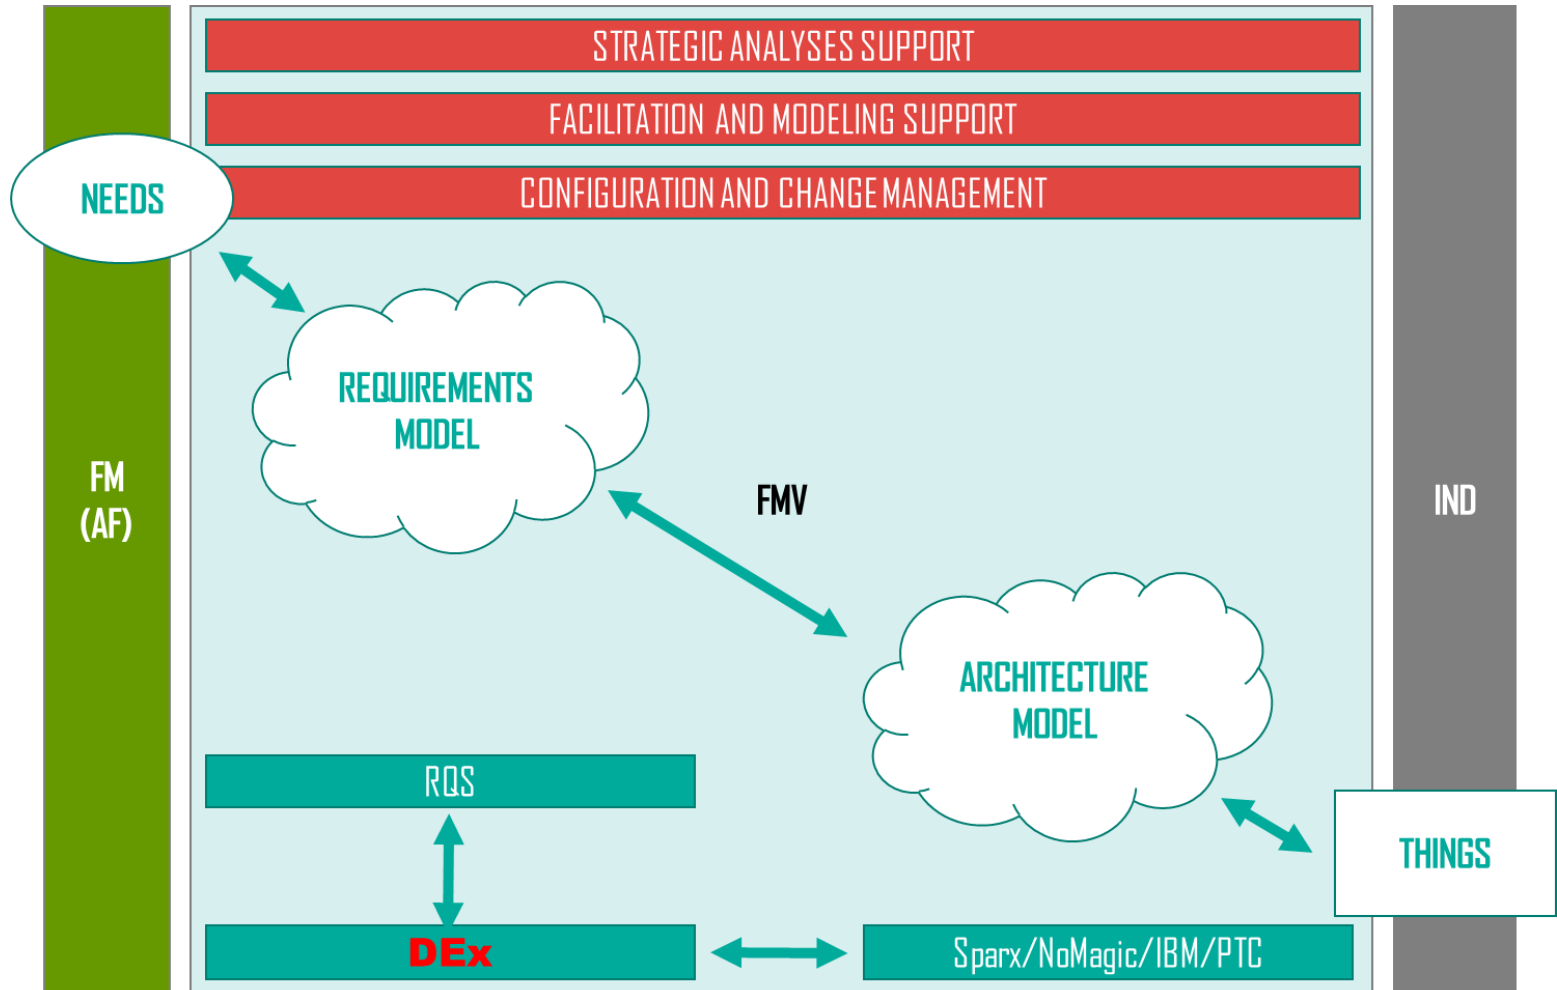 STRATEGIC ANALYSES SUPPORT
FACILITATION AND MODELING SUPPORT
CONFIGURATION AND CHANGE MANAGEMENT
NEEDS
REQUIREMENTS
MODEL
FM
(AF)
FMV
IND
ARCHITECTURE
MODEL
RQS
THINGS
DEx
Sparx/NoMagic/IBM/PTC